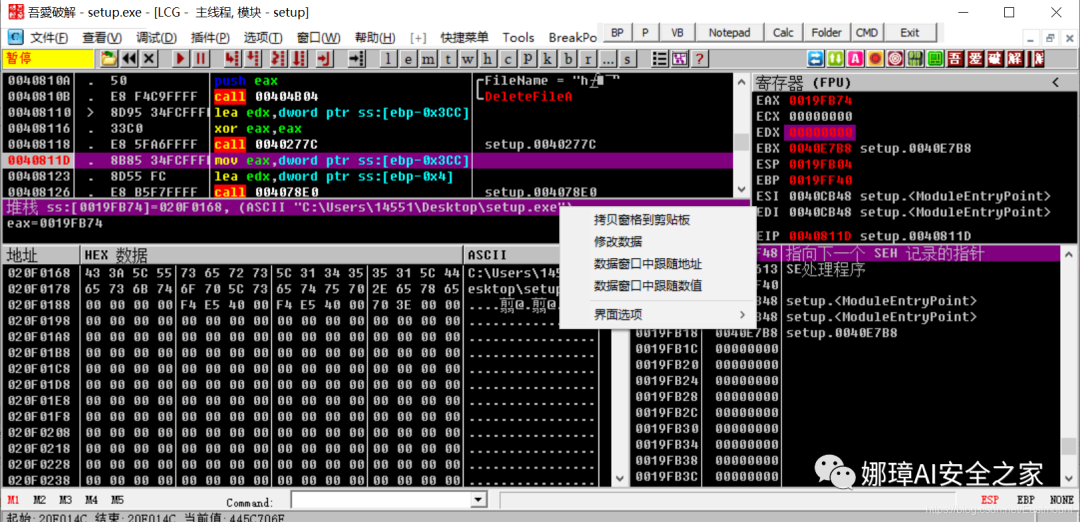 吾愛破解 - setup.exe - [LCG - 主线程, 模块 - setup]
文件(F) 查看(V) 调试(D) 插件(P) 选项(T) 窗口(W) 帮助(H) [+] 快捷菜单 Tools BreakPo
BP P VB Notepad Calc Folder CMD Exit
暂停 l e m t w h c P k b r ... s ? 吾 爱 破 解
0040810A . 50 push eax FileName =
0040810B . E8 F4C9FFFF call 00404B04 DeleteFileA
00408110 > 8D95 34FCFFFF lea edx,dword ptr ss:[ebp-0x3CC]
00408116 . 33C0 xor eax,eax
00408118 . E8 5FA6FFFF call 0040277C setup.0040277C
0040811D . 8B85 34FCFFFF mov eax,dword ptr ss:[ebp-0x3CC]
00408123 . 8D55 FC lea edx,dword ptr ss:[ebp-0x4]
00408126 . E8 B5F7FFFF call 004078E0 setup.004078E0
堆栈 ss:[0019FB74]=020F0168, (ASCII "C:\Users\14551\Desktop\setup.exe")
eax=0019FB74
寄存器 (FPU) <
EAX 0019FB74
ECX 00000000
EDX 00000000
EBX 0040E7B8 setup.0040E7B8
ESP 0019FB04
EBP 0019FF40
ESI 0040CB48 setup.<ModuleEntryPoint>
EDI 0040CB48 setup.<ModuleEntryPoint>
EIP 0040811D setup.0040811D
拷贝窗格到剪贴板
修改数据
数据窗口中跟随地址
数据窗口中跟随数值
界面选项 >
地址 HEX 数据 ASCII
020F0168 43 3A 5C 55 73 65 72 73 5C 31 34 35 35 31 5C 44 C:\Users\145
020F0178 65 73 6B 74 6F 70 5C 73 65 74 75 70 2E 65 78 65 esktop\setup
020F0188 00 00 00 00 F4 E5 40 00 F4 E5 40 00 70 3E 00 00 ....翦@.翦@.
020F0198 00 00 00 00 00 00 00 00 00 00 00 00 00 00 00 00
020F01A8 00 00 00 00 00 00 00 00 00 00 00 00 00 00 00 00
020F01B8 00 00 00 00 00 00 00 00 00 00 00 00 00 00 00 00 ................
020F01C8 00 00 00 00 00 00 00 00 00 00 00 00 00 00 00 00 ................
020F01D8 00 00 00 00 00 00 00 00 00 00 00 00 00 00 00 00 ................
020F01E8 00 00 00 00 00 00 00 00 00 00 00 00 00 00 00 00 ................
020F01F8 00 00 00 00 00 00 00 00 00 00 00 00 00 00 00 00 ................
020F0208 00 00 00 00 00 00 00 00 00 00 00 00 00 00 00 00 ................
020F0218 00 00 00 00 00 00 00 00 00 00 00 00 00 00 00 00 ................
020F0228 00 00 00 00 00 00 00 00 00 00 00 00 00 00 00 00 ................
020F0238 00 00 00 00 00 00 00 00 00 00 00 00 00 00 00 00 ................
F48 指向下一个 SEH 记录的指针
613 SE处理程序
F40
B48 setup.<ModuleEntryPoint>
B48 setup.<ModuleEntryPoint>
0019FB18 0040E7B8 setup.0040E7B8
0019FB1C 00000000
0019FB20 00000000
0019FB24 00000000
0019FB28 00000000
0019FB2C 00000000
0019FB30 00000000
0019FB34 00000000
0019FB38 00000000
0019FB3C 00000000
娜璋AI安全之家
M1 M2 M3 M4 M5 Command: ESP EBP NONE
起始: 20F014C 结束: 20F014C 当前值: 445C706F